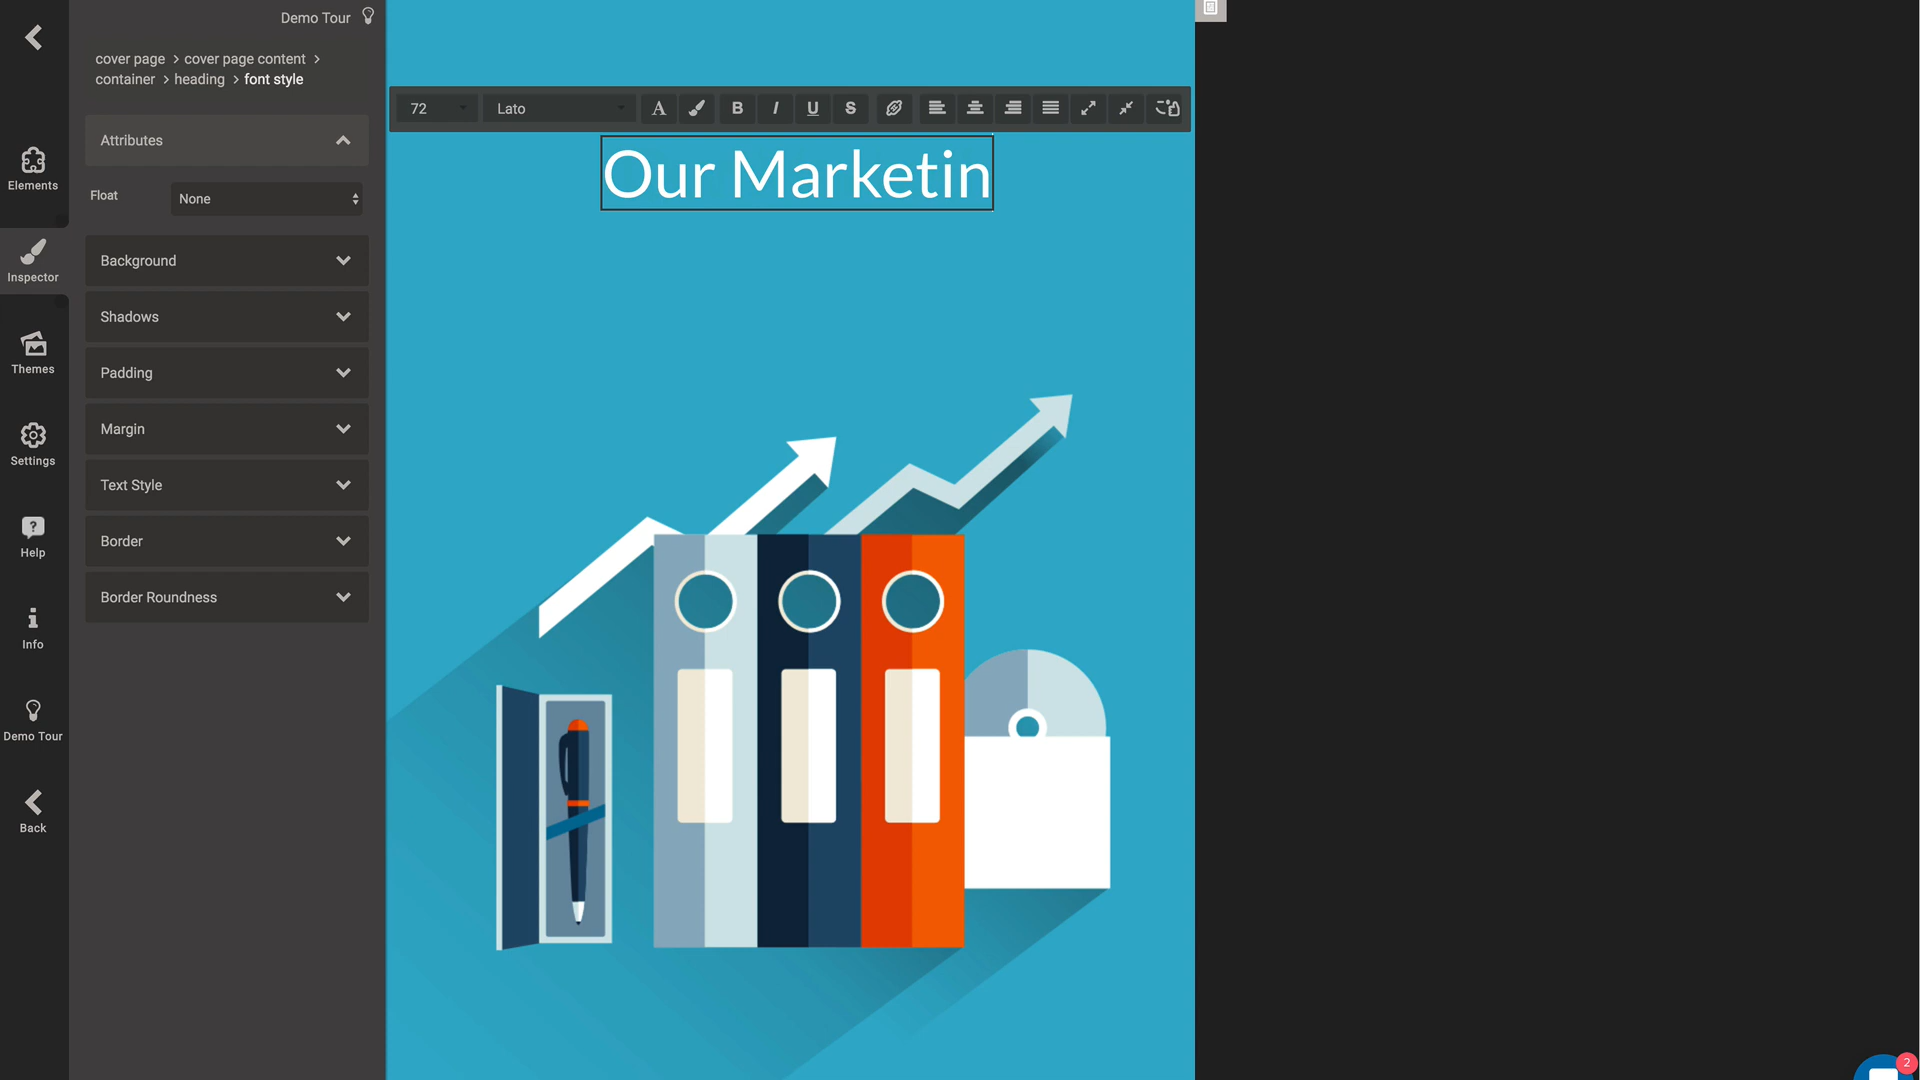 Demo Tour
cover page > cover page content >
container > heading > font style
72
Lato
A
B
I
U
S
Our Marketin
Attributes
Float
None
Background
Shadows
Padding
Margin
Text Style
Border
Border Roundness
Elements
Inspector
Themes
Settings
?
Help
i
Info
Demo Tour
Back
2